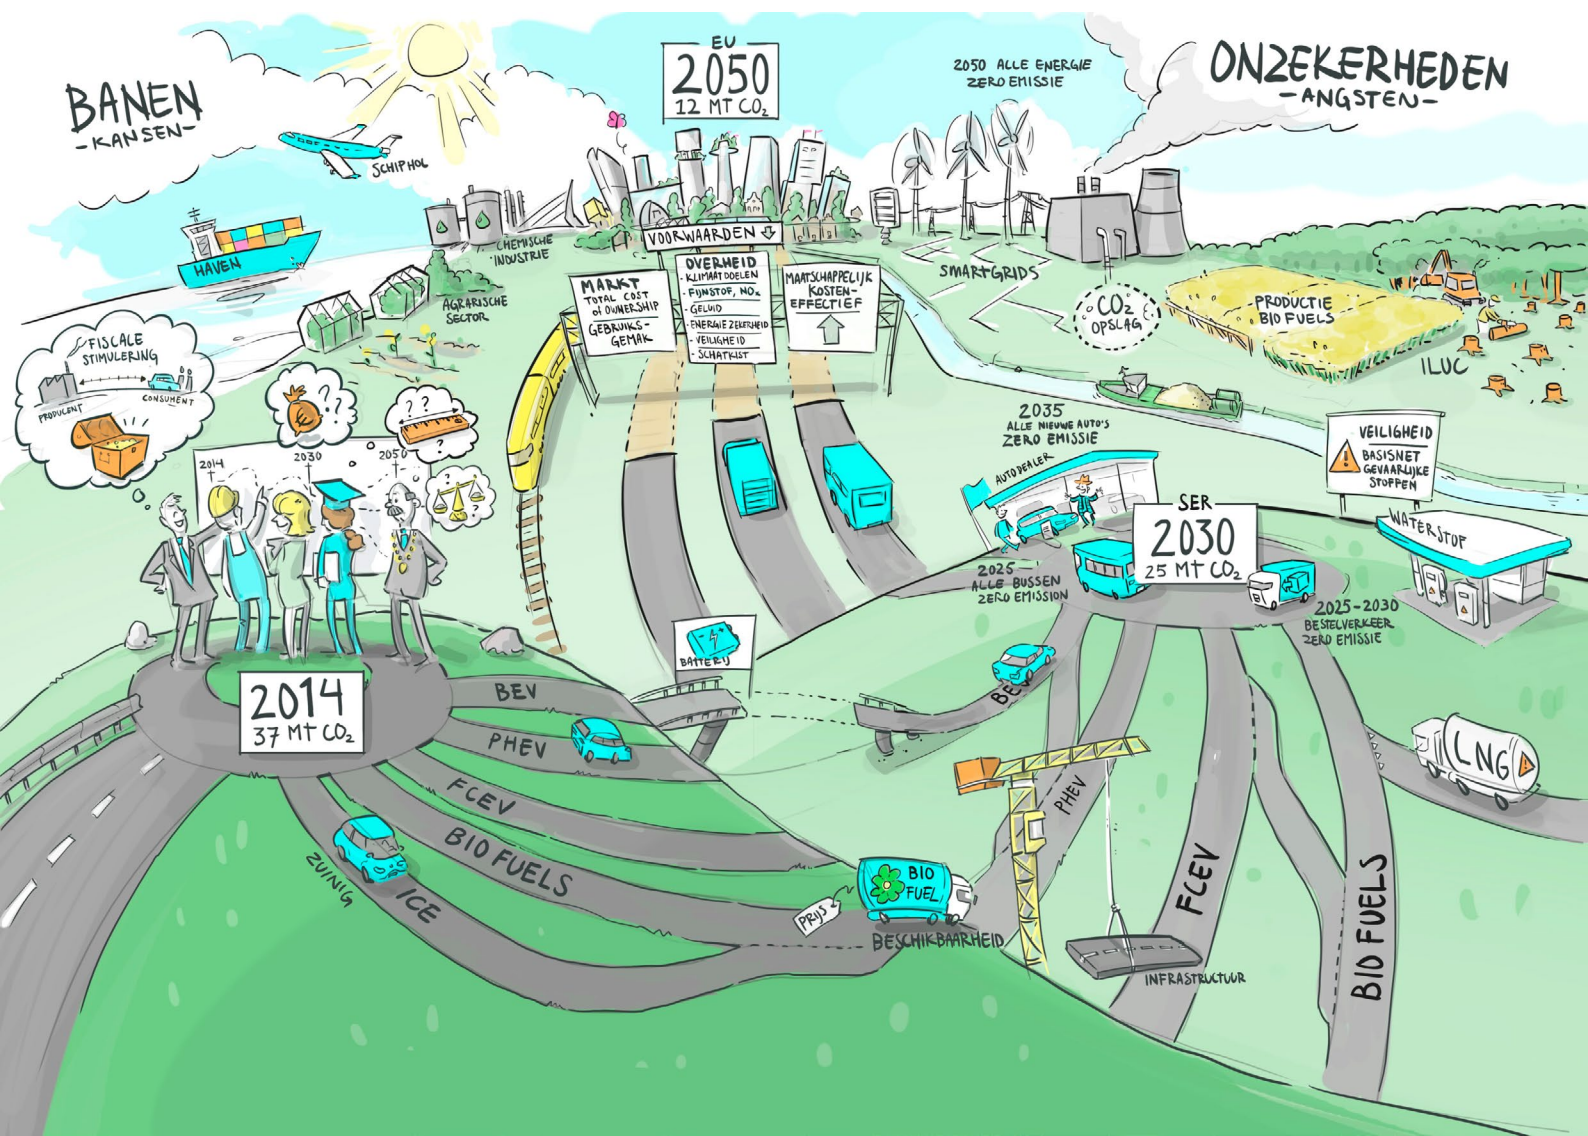 BANEN
-KANSEN-
SCHIPHOL
HAVEN
CHEMISCHE
INDUSTRIE
AGRARISCHE
SECTOR
EU
2050
12 MT CO₂
2050 ALLE ENERGIE
ZERO EMISSIE
ONZEKERHEDEN
-ANGSTEN-
VOORWAARDEN
MARKT
TOTAL COST
of OWNERSHIP
GEBRUIKS-
GEMAK
OVERHEID
- KLIMAATDOELEN
- FIJNSTOF, NOx
- GELUID
- ENERGIE ZEKERHEID
- VEILIGHEID
- SCHATKIST
MAATSCHAPPELIJK
KOSTEN-
EFFECTIEF
SMARTGRIDS
CO₂
OPSLAG
PRODUCTIE
BIO FUELS
ILUC
FISCALE
STIMULERING
PRODUCENT
CONSUMENT
€ ? ?
?
? ?
?
?
2014
2030
2050
2035
ALLE NIEUWE AUTO'S
ZERO EMISSIE
AUTODEALER
VEILIGHEID
BASISNET
GEVAARLIJKE
STOFFEN
WATERSTOF
SER
2030
25 MT CO₂
2025
ALLE BUSSEN
ZERO EMISSION
2025-2030
BESTELVERKEER
ZERO EMISSIE
2014
37 MT CO₂
BATTERIJ
BEV
PHEV
FCEV
BIO FUELS
ICE
ZUINIG
BEV
PHEV
FCEV
BIO FUELS
LNG
BIO
FUEL
PRIJS
BESCHIKBAARHEID
INFRASTRUCTUUR